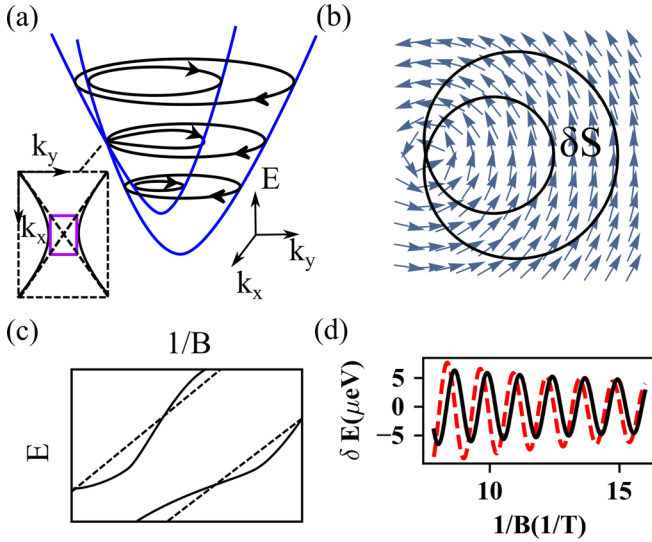 (a)
k_y
k_x
E
k_y
k_x
(b)
δS
(c)
1/B
E
(d)
δ E(μeV)
5
0
−5
10
15
1/B(1/T)